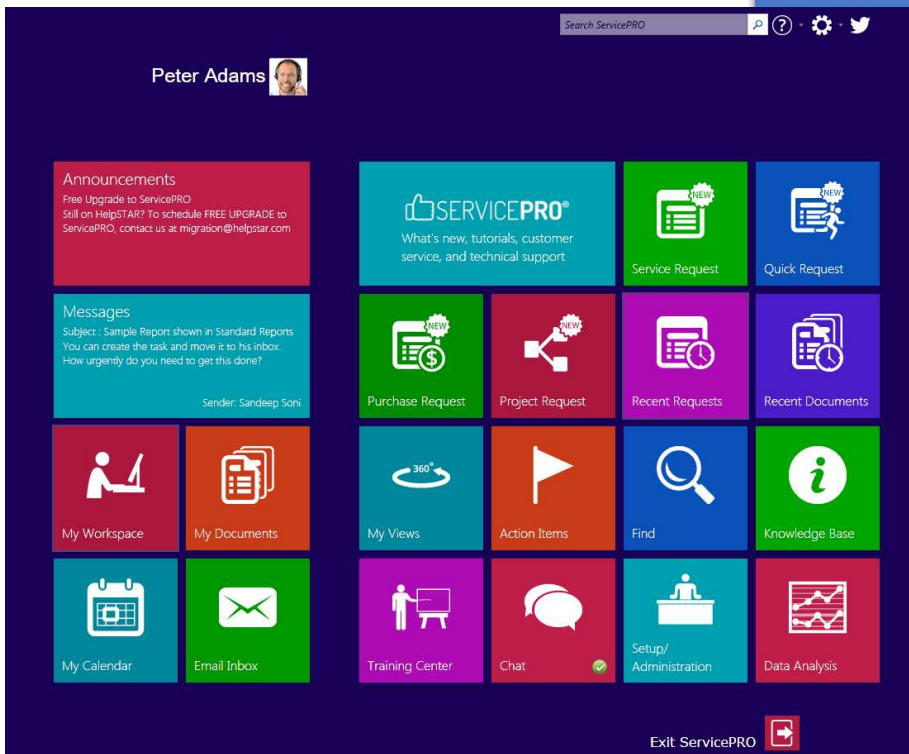 Search ServicePRO
Peter Adams
Announcements
Free Upgrade to ServicePRO
Still on HelpSTAR? To schedule FREE UPGRADE to
ServicePRO, contact us at migration@helpstar.com
Messages
Subject : Sample Report shown in Standard Reports
You can create the task and move it to his inbox.
How urgently do you need to get this done?
Sender: Sandeep Soni
My Workspace
My Documents
My Calendar
Email Inbox
SERVICEPRO®
What's new, tutorials, customer
service, and technical support
NEW
Service Request
NEW
Quick Request
NEW
$
Purchase Request
NEW
Project Request
Recent Requests
Recent Documents
360°
My Views
Action Items
Find
i
Knowledge Base
Training Center
Chat
Setup/
Administration
Data Analysis
Exit ServicePRO